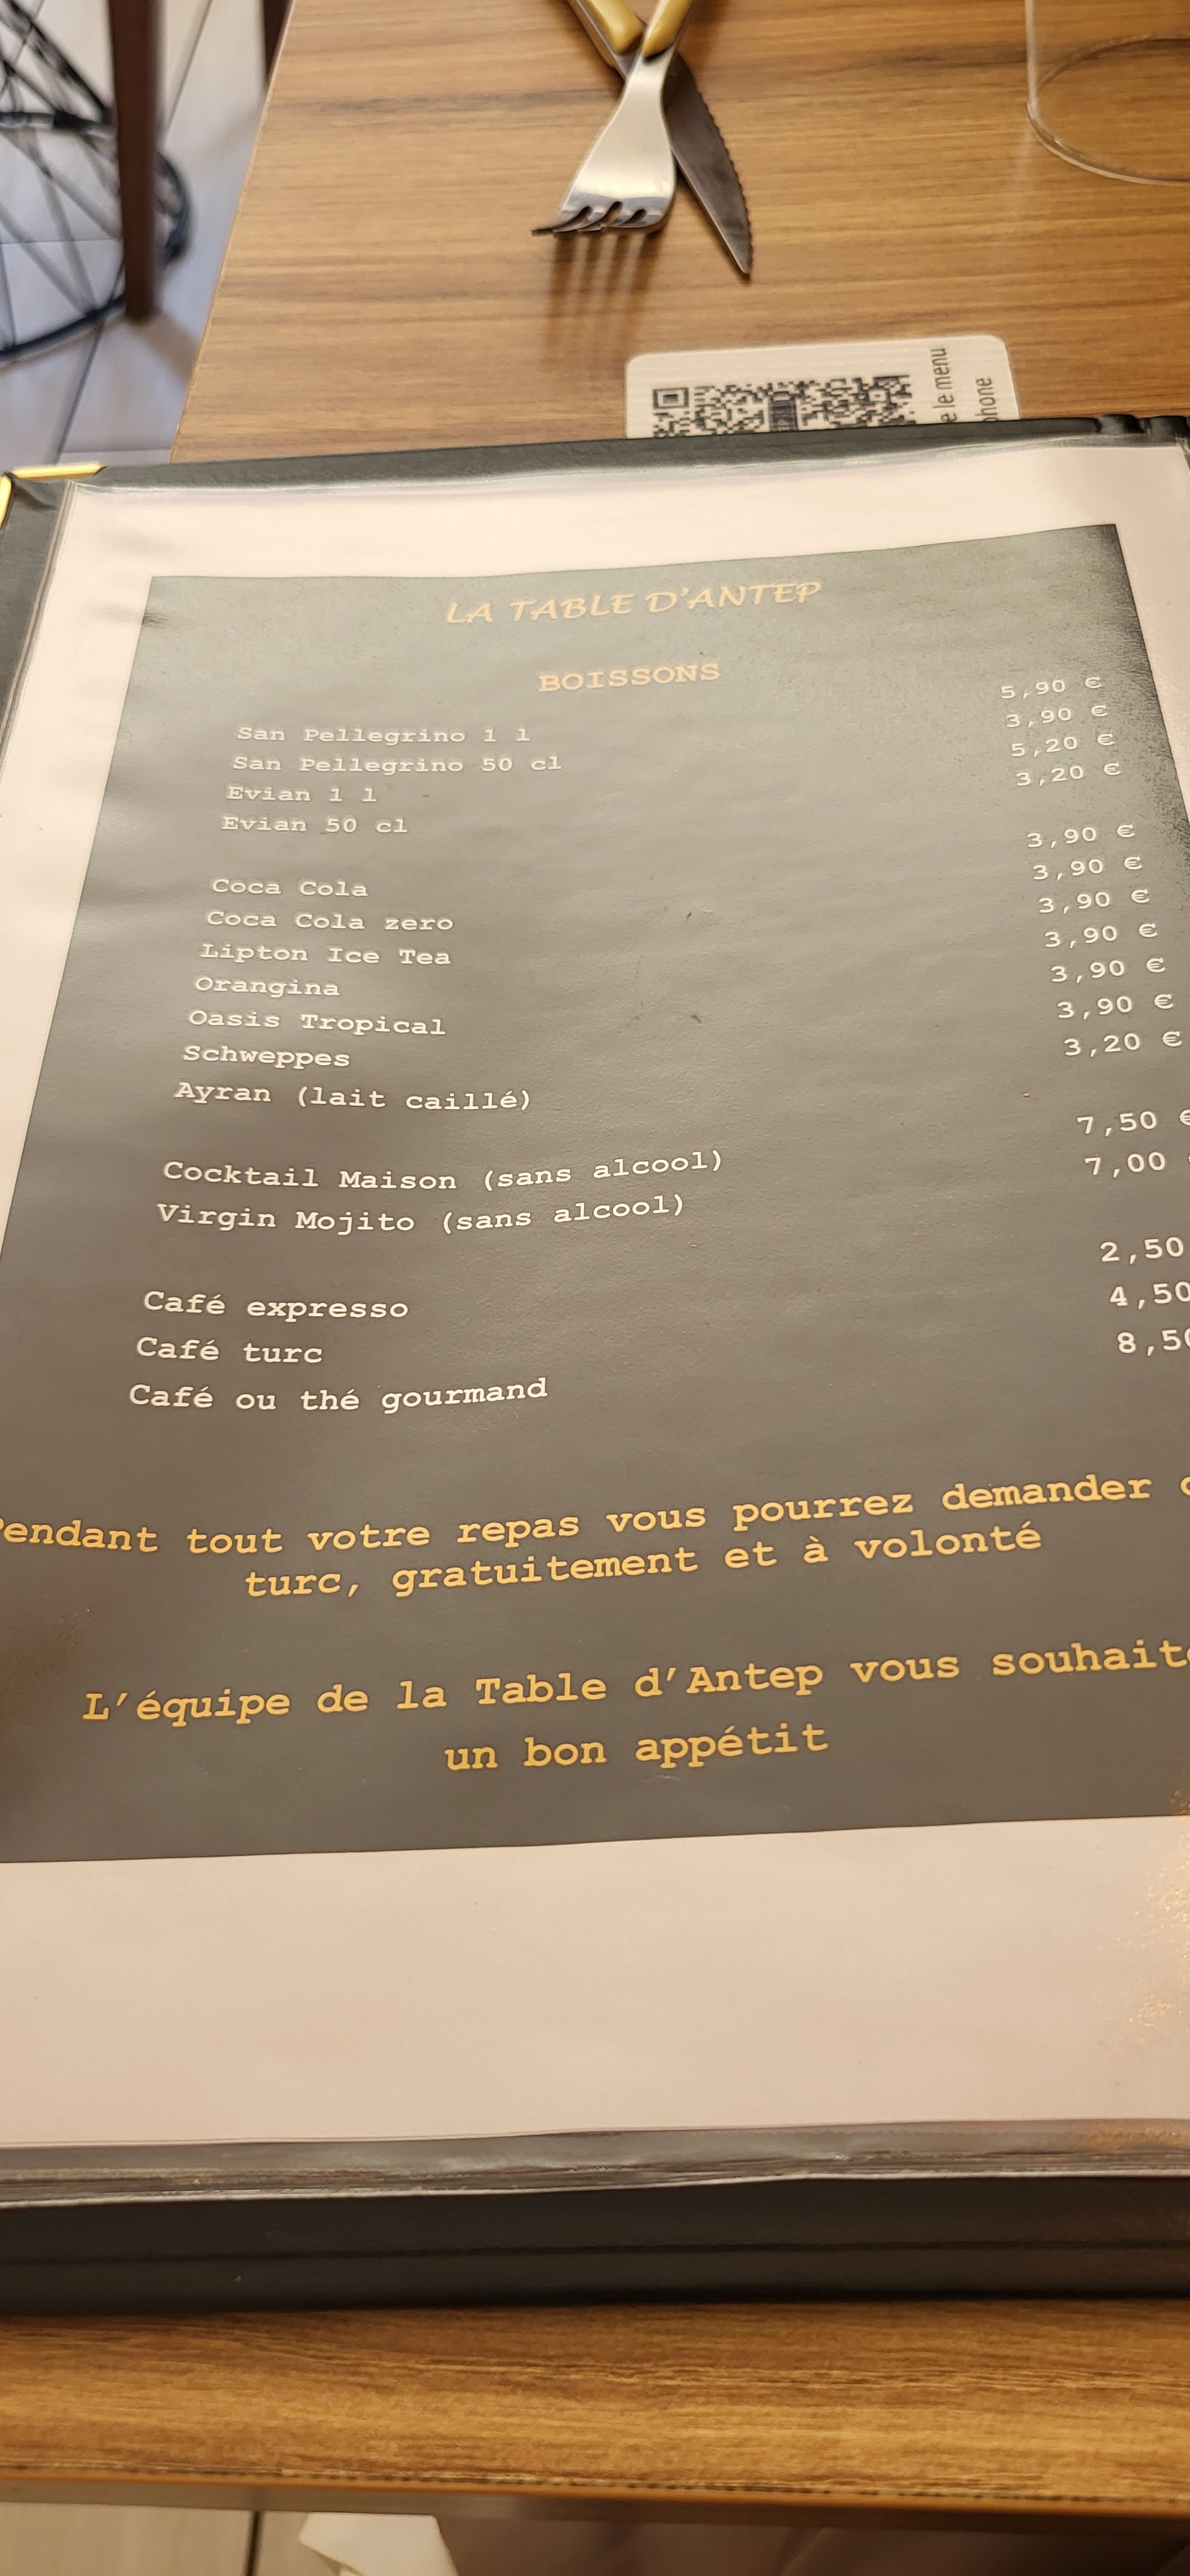 e le menu
phone
LA TABLE D'ANTEP
BOISSONS
San Pellegrino 1 l 5,90 €
San Pellegrino 50 cl 3,90 €
Evian 1 l 5,20 €
Evian 50 cl 3,20 €
Coca Cola 3,90 €
Coca Cola zero 3,90 €
Lipton Ice Tea 3,90 €
Orangina 3,90 €
Oasis Tropical 3,90 €
Schweppes 3,90 €
Ayran (lait caillé) 3,20 €
Cocktail Maison (sans alcool) 7,50 €
Virgin Mojito (sans alcool) 7,00
Café expresso 2,50
Café turc 4,50
Café ou thé gourmand 8,50
Pendant tout votre repas vous pourrez demander
turc, gratuitement et à volonté
L'équipe de la Table d'Antep vous souhaite
un bon appétit